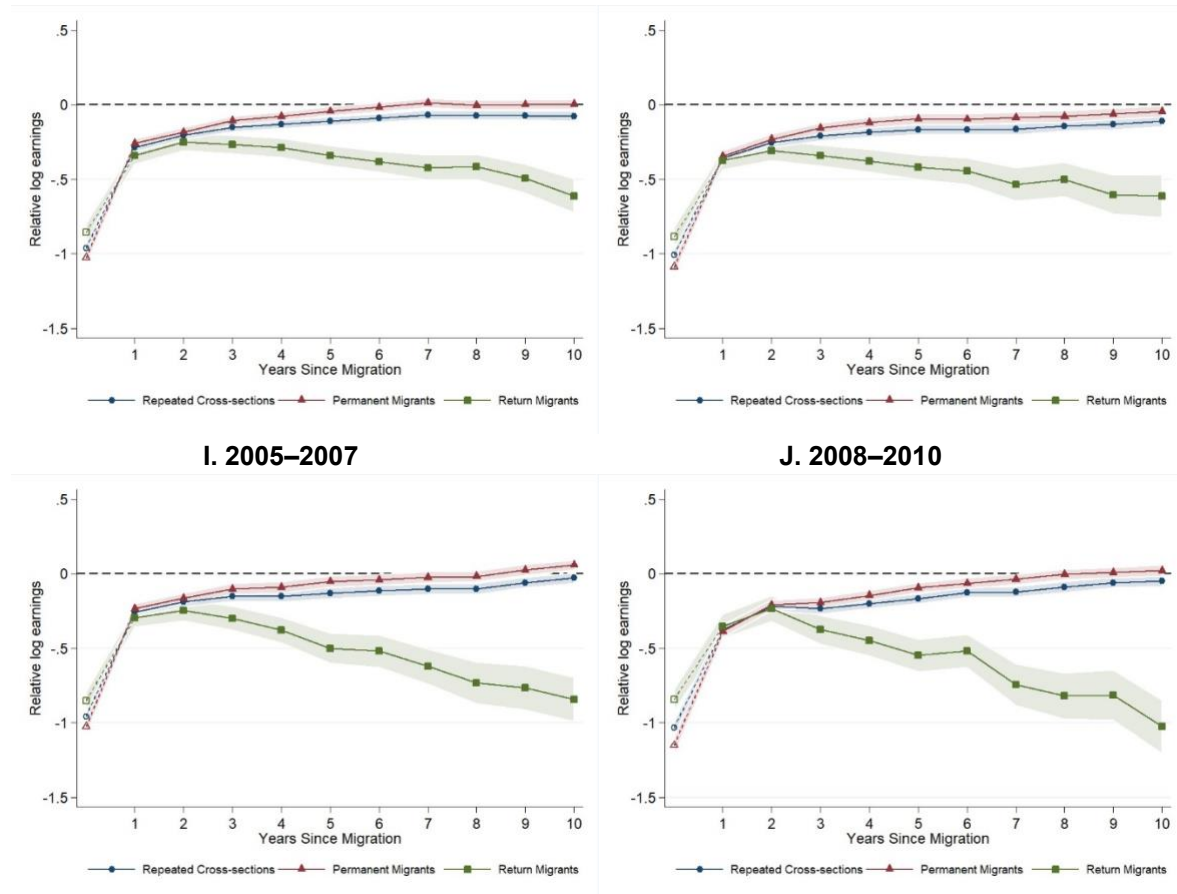 .5
0
-.5
-1
-1.5
Relative log earnings
1 2 3 4 5 6 7 8 9 10
Years Since Migration
Repeated Cross-sections Permanent Migrants Return Migrants
.5
0
-.5
-1
-1.5
Relative log earnings
1 2 3 4 5 6 7 8 9 10
Years Since Migration
Repeated Cross-sections Permanent Migrants Return Migrants
I. 2005–2007
J. 2008–2010
.5
0
-.5
-1
-1.5
Relative log earnings
1 2 3 4 5 6 7 8 9 10
Years Since Migration
Repeated Cross-sections Permanent Migrants Return Migrants
.5
0
-.5
-1
-1.5
Relative log earnings
1 2 3 4 5 6 7 8 9 10
Years Since Migration
Repeated Cross-sections Permanent Migrants Return Migrants